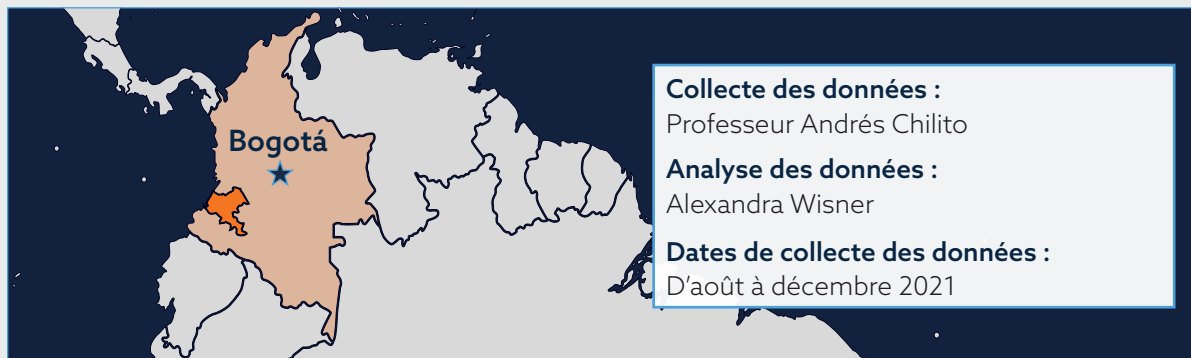 Bogotá
Collecte des données :
Professeur Andrés Chilito
Analyse des données :
Alexandra Wisner
Dates de collecte des données :
D'août à décembre 2021